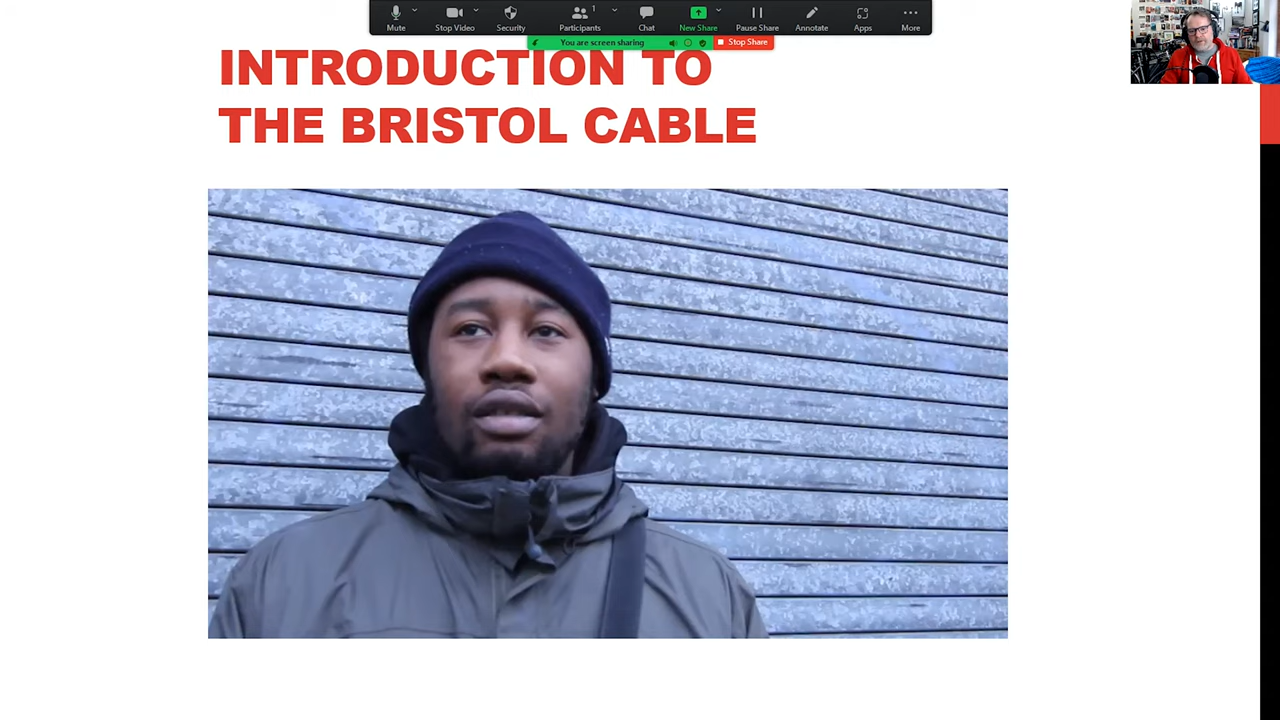 1
Mute
Stop Video
Security
Participants
Chat
New Share
Pause Share
Annotate
Apps
More
You are screen sharing
Stop Share
INTRODUCTION TO
THE BRISTOL CABLE